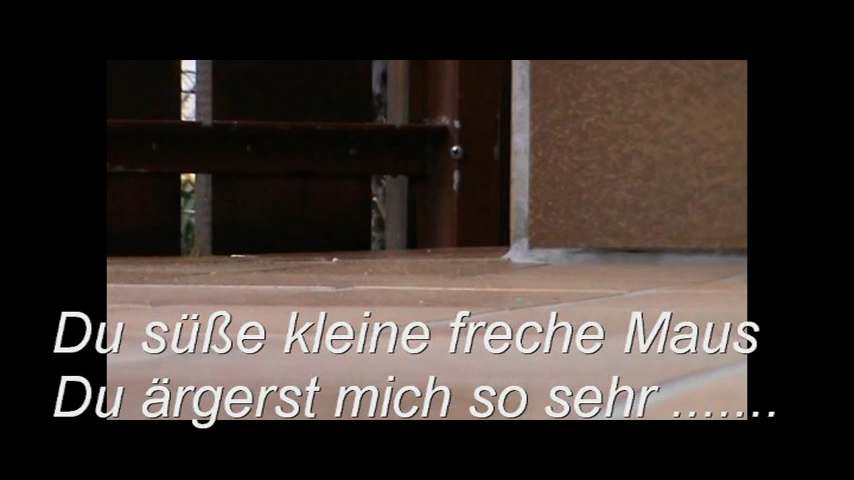 Du süße kleine freche Maus
Du ärgerst mich so sehr .......